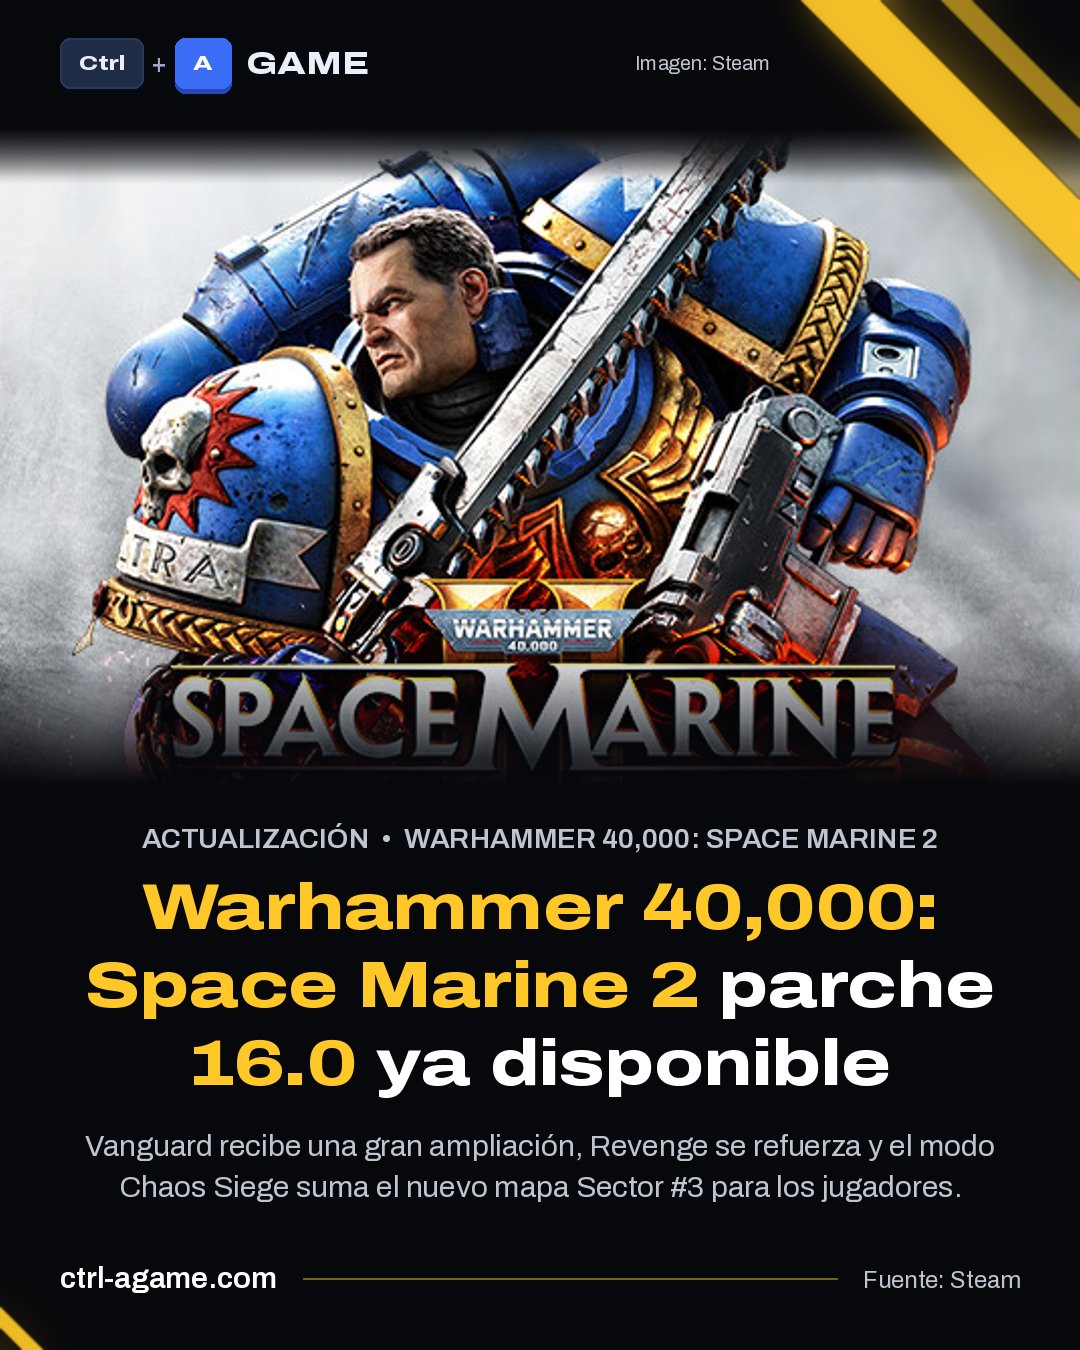 Ctrl + A GAME
Imagen: Steam
LTRA
WARHAMMER
40,000
SPACE MARINE
ACTUALIZACIÓN • WARHAMMER 40,000: SPACE MARINE 2
Warhammer 40,000:
Space Marine 2 parche
16.0 ya disponible
Vanguard recibe una gran ampliación, Revenge se refuerza y el modo
Chaos Siege suma el nuevo mapa Sector #3 para los jugadores.
ctrl-agame.com
Fuente: Steam